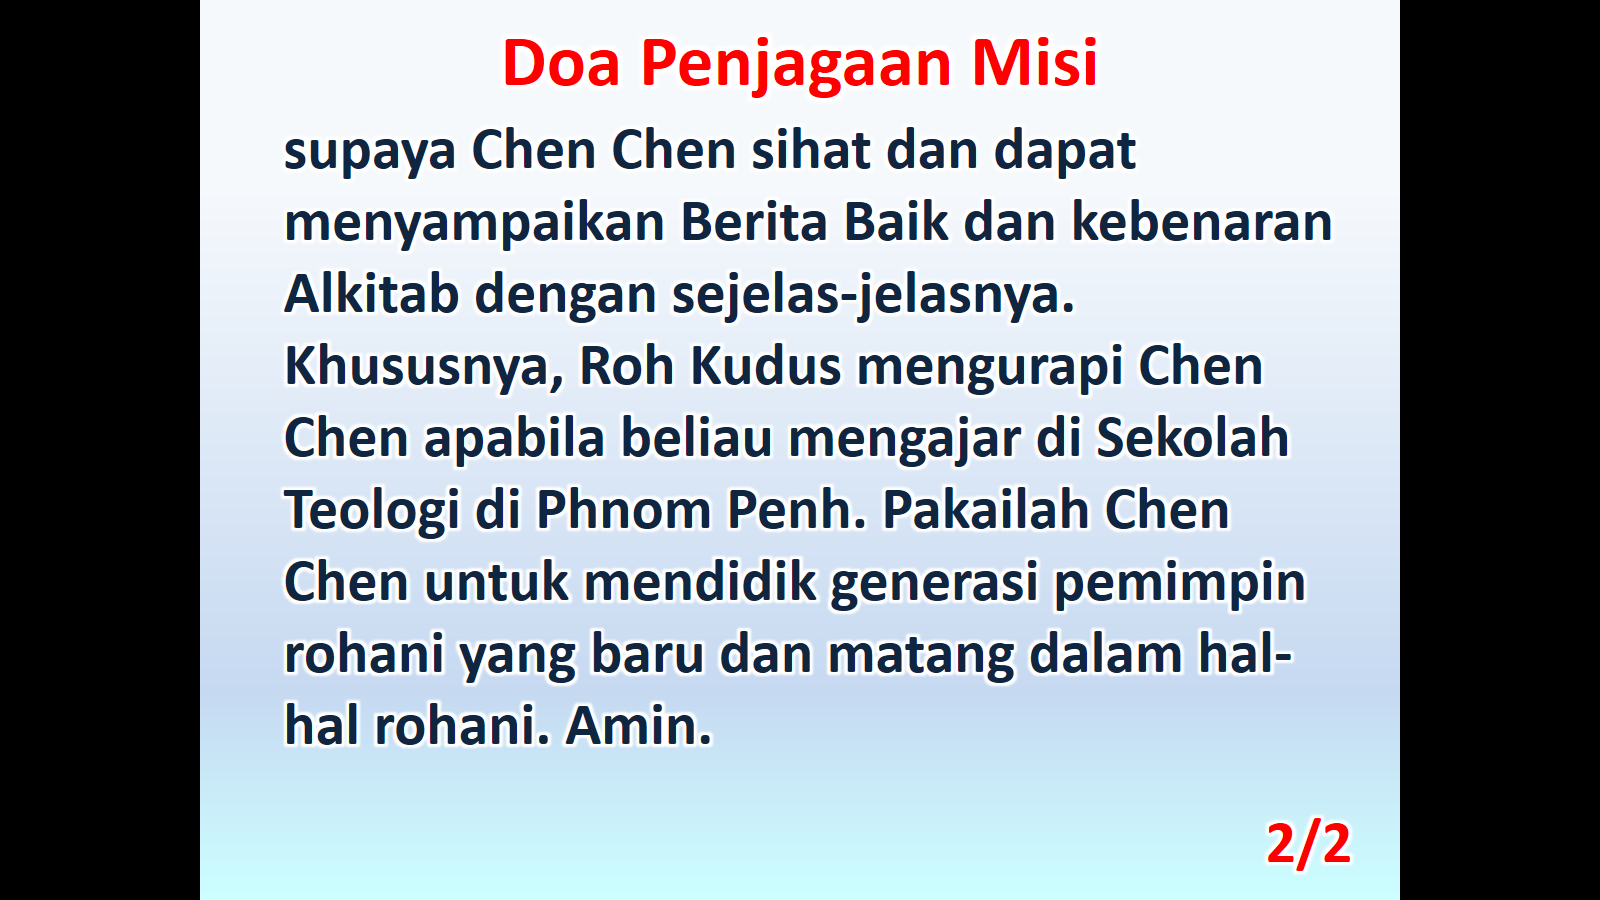 Doa Penjagaan Misi
supaya Chen Chen sihat dan dapat
menyampaikan Berita Baik dan kebenaran
Alkitab dengan sejelas-jelasnya.
Khususnya, Roh Kudus mengurapi Chen
Chen apabila beliau mengajar di Sekolah
Teologi di Phnom Penh. Pakailah Chen
Chen untuk mendidik generasi pemimpin
rohani yang baru dan matang dalam hal-
hal rohani. Amin.
2/2